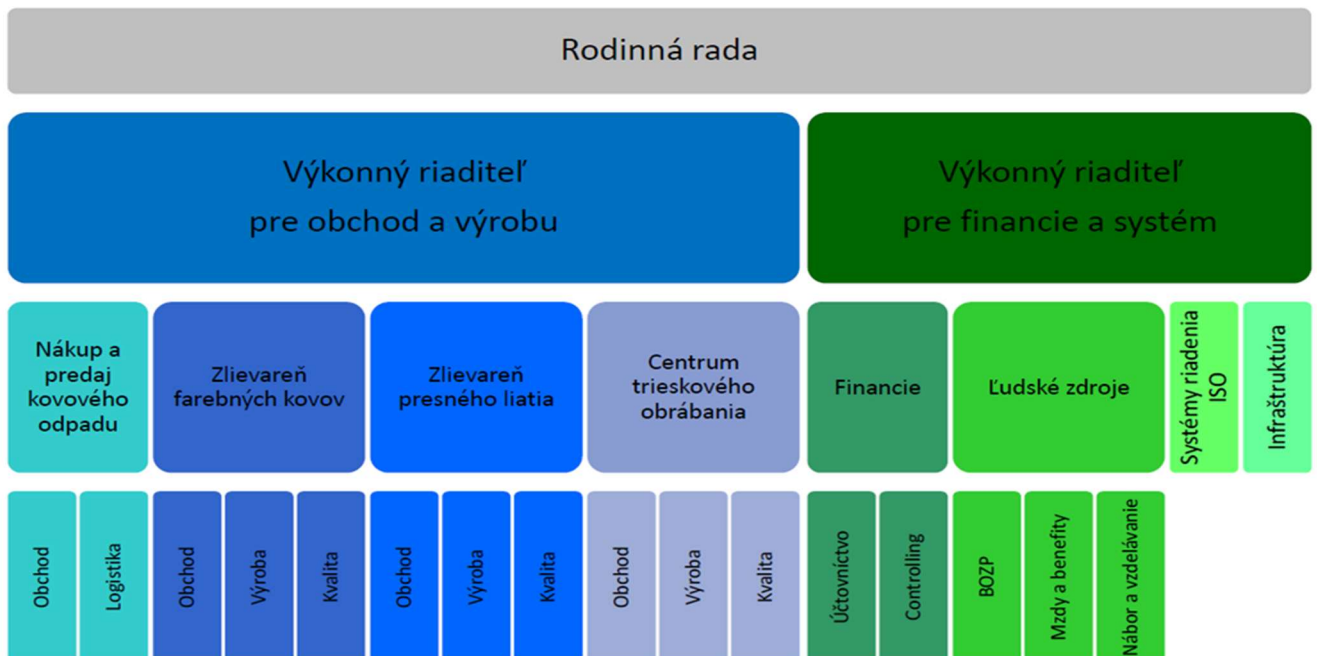 Rodinná rada
Výkonný riaditeľ
pre obchod a výrobu
Výkonný riaditeľ
pre financie a systém
Nákup a
predaj
kovového
odpadu
Zlievareň
farebných kovov
Zlievareň
presného liatia
Centrum
trieskového
obrábania
Financie
Ľudské zdroje
Systémy riadenia
ISO
Infraštruktúra
Obchod
Logistika
Obchod
Výroba
Kvalita
Obchod
Výroba
Kvalita
Obchod
Výroba
Kvalita
Účtovníctvo
Controlling
BOZP
Mzdy a benefity
Nábor a vzdelávanie